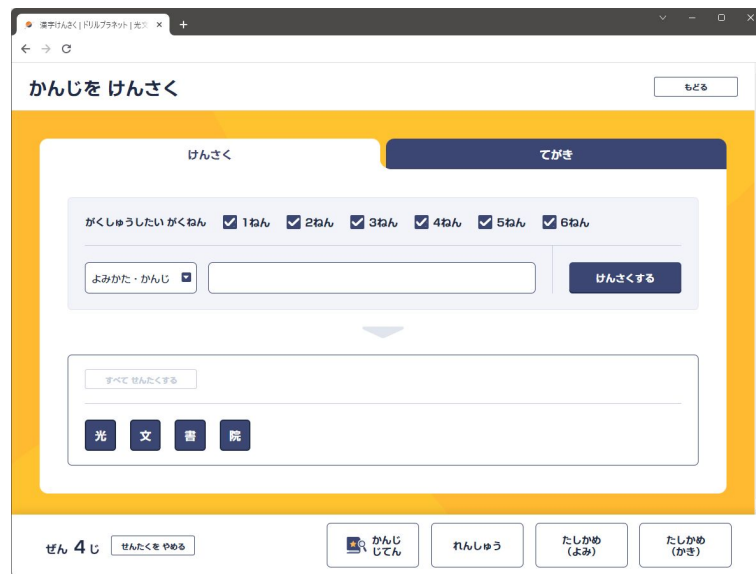 漢字けんさく|ドリルプラネット|光文
かんじを けんさく
もどる
けんさく
てがき
がくしゅうしたい がくねん 1ねん 2ねん 3ねん 4ねん 5ねん 6ねん
よみかた・かんじ
けんさくする
すべて せんたくする
光 文 書 院
ぜん 4 じ
せんたくを やめる
かんじ
じてん
れんしゅう
たしかめ
(よみ)
たしかめ
(かき)